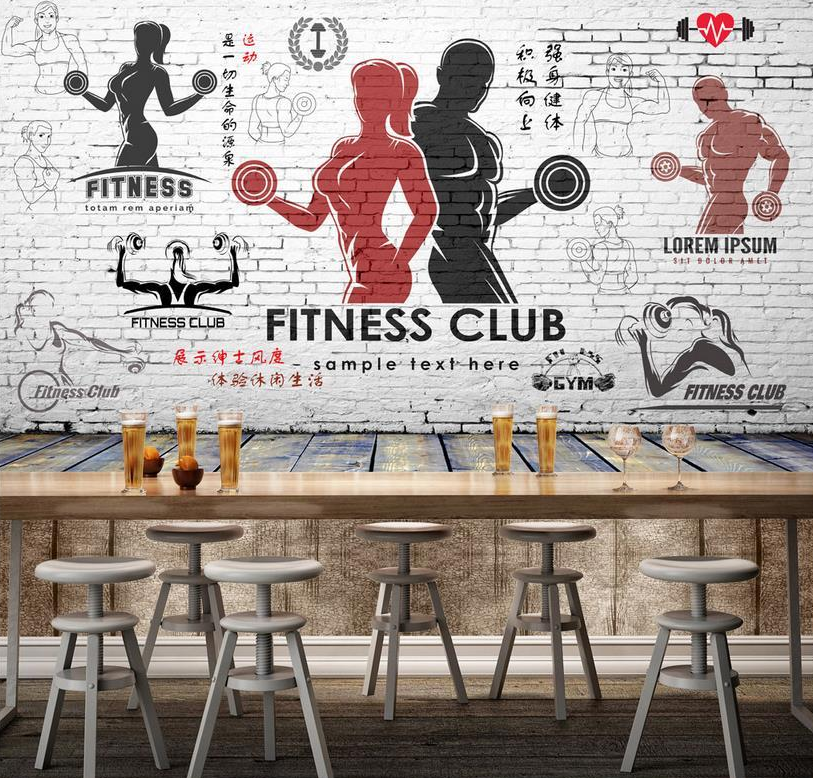 运动
是一切生命的源泉
强身健体
积极向上
FITNESS
totam rem aperiam
LOREM IPSUM
SIT DOLOR AMET
FITNESS CLUB
FITNESS CLUB
sample text here
展示绅士风度
体验休闲生活
FITNESS
GYM
Fitness Club
FITNESS CLUB